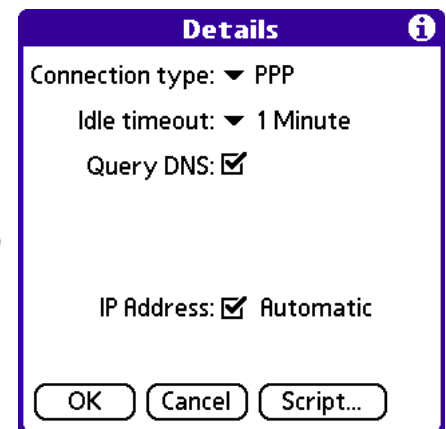 Details
Connection type: PPP
Idle timeout: 1 Minute
Query DNS:
IP Address: Automatic
OK Cancel Script...